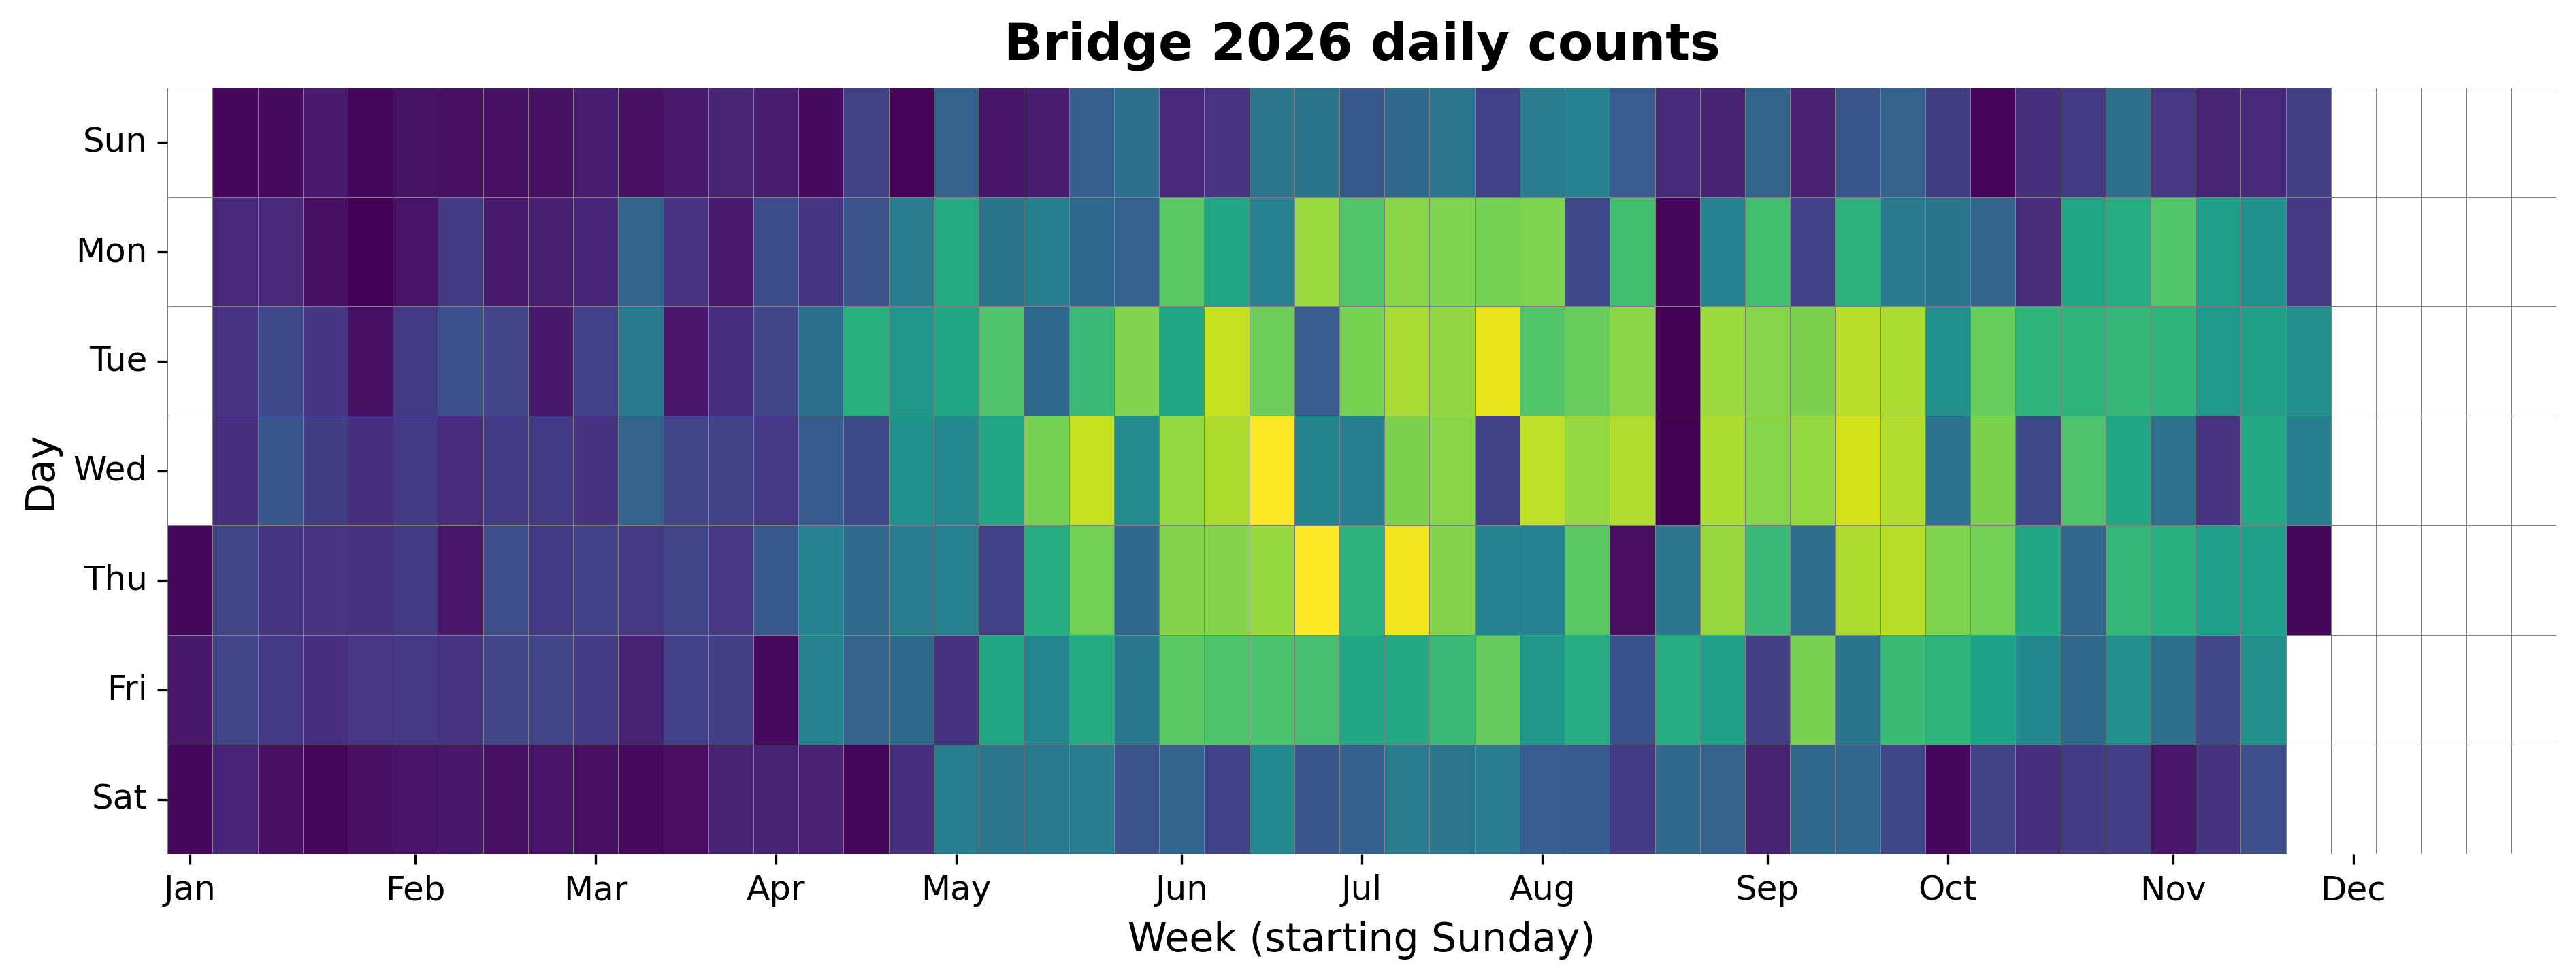 Bridge 2026 daily counts
Day
Sun
Mon
Tue
Wed
Thu
Fri
Sat
Jan Feb Mar Apr May Jun Jul Aug Sep Oct Nov Dec
Week (starting Sunday)